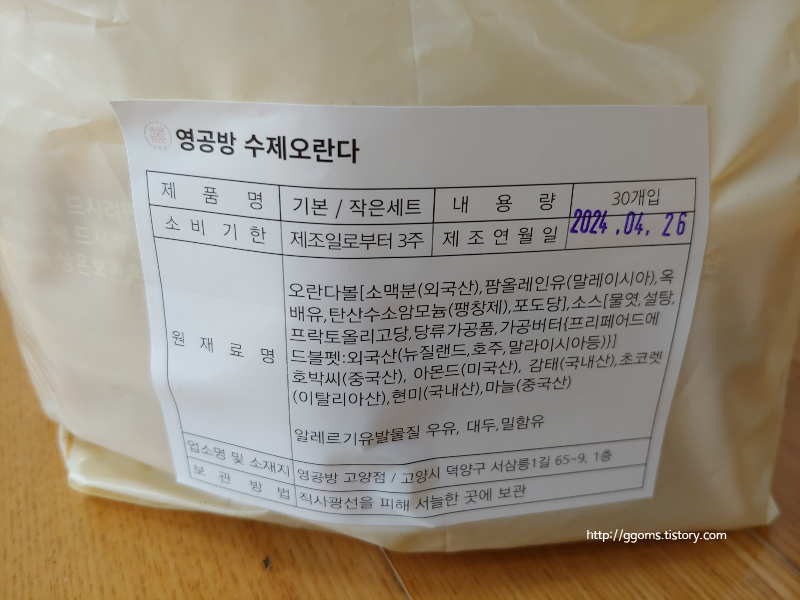 영공방 수제오란다
제 품 명 기본 / 작은세트 내 용 량 30개입
소 비 기 한 제조일로부터 3주 제 조 연 월 일 2024.04.26
원 재 료 명
오란다볼[소맥분(외국산),팜올레인유(말레이시아),옥
배유,탄산수소암모늄(팽창제),포도당],소스[물엿,설탕,
프락토올리고당,당류가공품,가공버터{프리페어드에
드블펫:외국산(뉴질랜드,호주,말라이시아등)}]
호박씨(중국산), 아몬드(미국산), 감태(국내산),초코렛
(이탈리아산),현미(국내산),마늘(중국산)
알레르기유발물질 우유, 대두,밀함유
업소명 및 소재지 영공방 고양점 / 고양시 덕양구 서삼릉1길 65-9, 1층
보 관 방 법 직사광선을 피해 서늘한 곳에 보관
http://ggoms.tistory.com